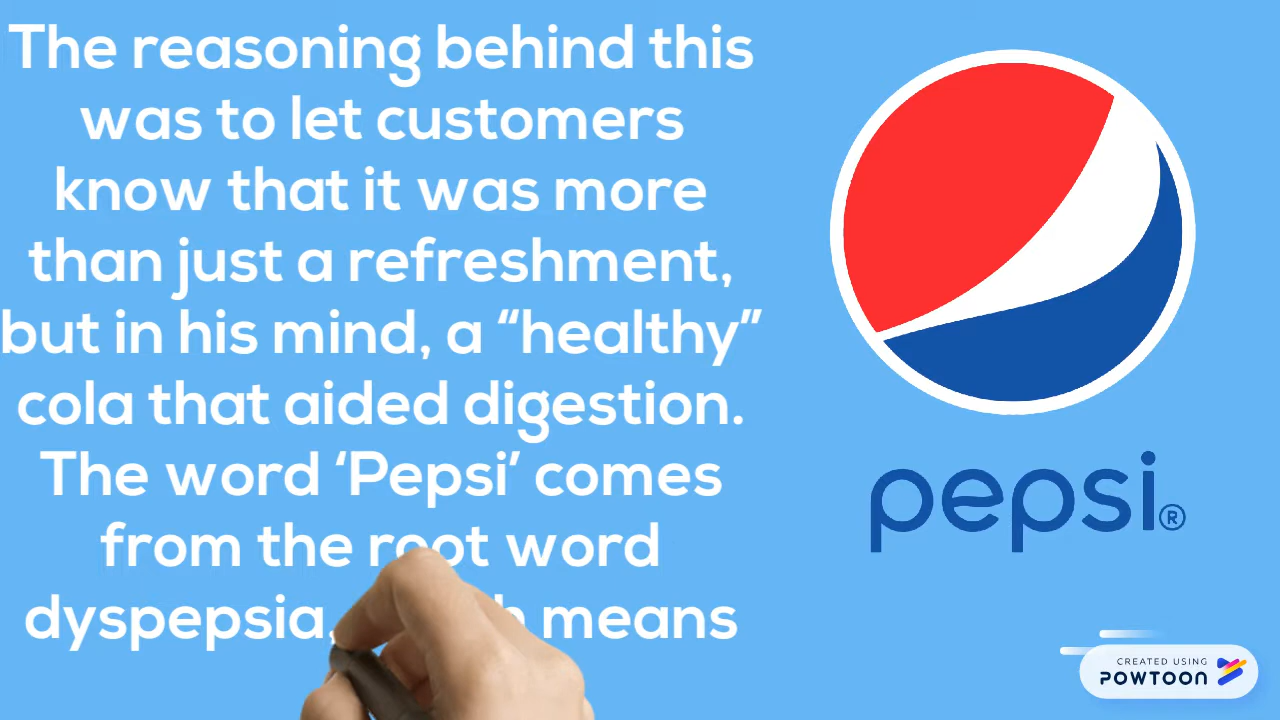 The reasoning behind this
was to let customers
know that it was more
than just a refreshment,
but in his mind, a “healthy”
cola that aided digestion.
The word ‘Pepsi’ comes
from the root word
dyspepsia, means
pepsi®
CREATED USING
POWTOON